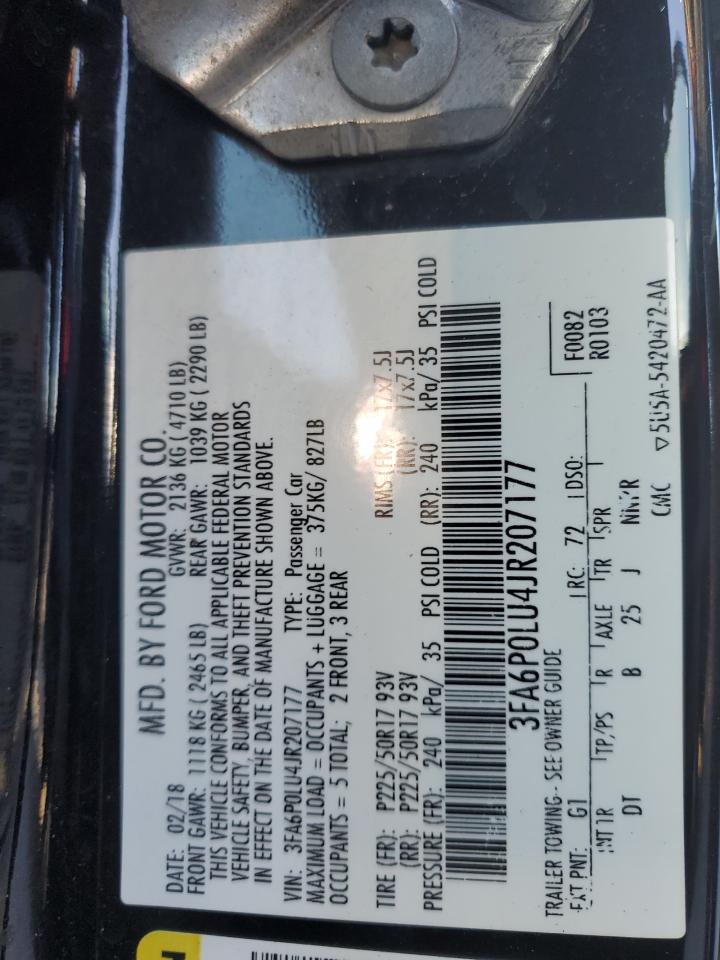 MFD. BY FORD MOTOR CO.
DATE: 02/18 GVWR: 2136 KG ( 4710 LB)
FRONT GAWR: 1118 KG ( 2465 LB) REAR GAWR: 1039 KG ( 2290 LB)
THIS VEHICLE CONFORMS TO ALL APPLICABLE FEDERAL MOTOR
VEHICLE SAFETY, BUMPER, AND THEFT PREVENTION STANDARDS
IN EFFECT ON THE DATE OF MANUFACTURE SHOWN ABOVE.
VIN: 3FA6P0LU4JR207177 TYPE: Passenger Car
MAXIMUM LOAD = OCCUPANTS + LUGGAGE = 375KG/ 827LB
OCCUPANTS = 5 TOTAL; 2 FRONT, 3 REAR
TIRE (FR): P225/50R17 93V RIMS (FR): 17x7.5J
(RR): P225/50R17 93V (RR): 17x7.5J
PRESSURE (FR): 240 kPa/ 35 PSI COLD (RR): 240 kPa/ 35 PSI COLD
3FA6P0LU4JR207177
TRAILER TOWING - SEE OWNER GUIDE
EXT PNT: G1 RC: 72 DSO: F0082
R0103
INT TR TP/PS R AXLE TR SPR
DT B 25 J
CMC ▽5U5A-5420472-AA